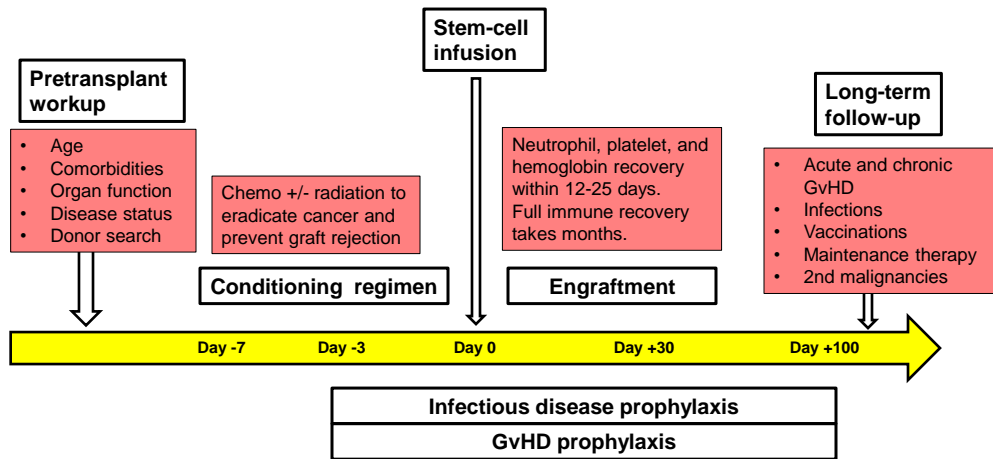 Stem-cell
infusion
Pretransplant
workup
• Age
• Comorbidities
• Organ function
• Disease status
• Donor search
Chemo +/- radiation to
eradicate cancer and
prevent graft rejection
Conditioning regimen
Neutrophil, platelet, and
hemoglobin recovery
within 12-25 days.
Full immune recovery
takes months.
Engraftment
Long-term
follow-up
• Acute and chronic
GvHD
• Infections
• Vaccinations
• Maintenance therapy
• 2nd malignancies
Day -7
Day -3
Day 0
Day +30
Day +100
Infectious disease prophylaxis
GvHD prophylaxis